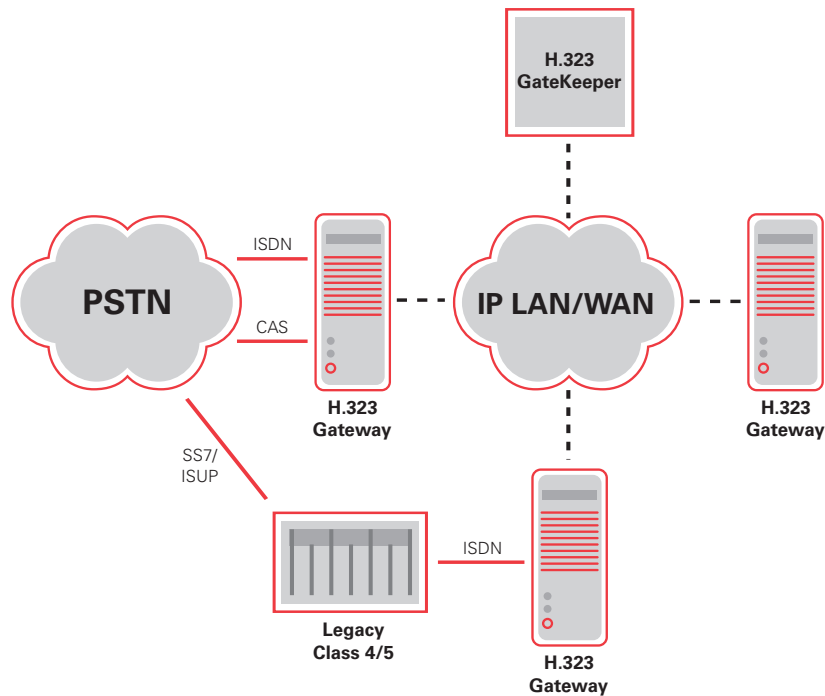 H.323
GateKeeper
ISDN
PSTN
CAS
IP LAN/WAN
H.323
Gateway
H.323
Gateway
SS7/
ISUP
ISDN
Legacy
Class 4/5
H.323
Gateway